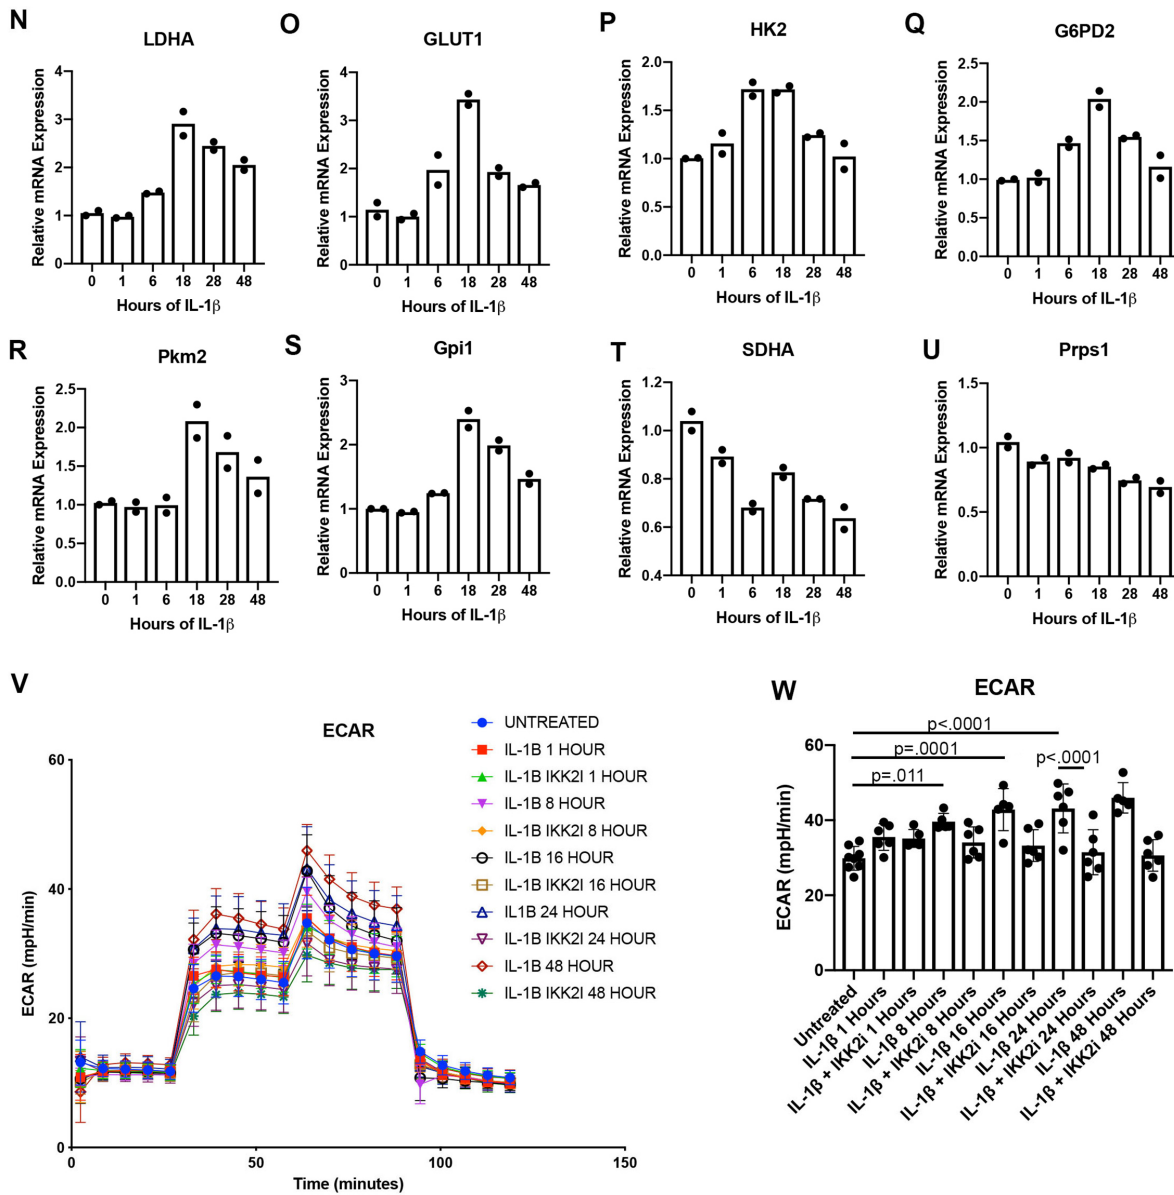 N
LDHA
Relative mRNA Expression
4
3
2
1
0
0 1 6 18 28 48
Hours of IL-1β
O
GLUT1
Relative mRNA Expression
4
3
2
1
0
0 1 6 18 28 48
Hours of IL-1β
P
HK2
Relative mRNA Expression
2.0
1.5
1.0
0.5
0.0
0 1 6 18 28 48
Hours of IL-1β
Q
G6PD2
Relative mRNA Expression
2.5
2.0
1.5
1.0
0.5
0.0
0 1 6 18 28 48
Hours of IL-1β
R
Pkm2
Relative mRNA Expression
2.5
2.0
1.5
1.0
0.5
0.0
0 1 6 18 28 48
Hours of IL-1β
S
Gpi1
Relative mRNA Expression
3
2
1
0
0 1 6 18 28 48
Hours of IL-1β
T
SDHA
Relative mRNA Expression
1.2
1.0
0.8
0.6
0.4
0 1 6 18 28 48
Hours of IL-1β
U
Prps1
Relative mRNA Expression
1.5
1.0
0.5
0.0
0 1 6 18 28 48
Hours of IL-1β
V
ECAR
ECAR (mpH/min)
60
40
20
0
0 50 100 150
Time (minutes)
UNTREATED
IL-1B 1 HOUR
IL-1B IKK2I 1 HOUR
IL-1B 8 HOUR
IL-1B IKK2I 8 HOUR
IL-1B 16 HOUR
IL-1B IKK2I 16 HOUR
IL1B 24 HOUR
IL-1B IKK2I 24 HOUR
IL-1B 48 HOUR
IL-1B IKK2I 48 HOUR
W
ECAR
p<.0001
p=.0001
p<.0001
p=.011
ECAR (mpH/min)
60
40
20
0
Untreated
IL-1β 1 Hours
IL-1β + IKK2i 1 Hours
IL-1β 8 Hours
IL-1β + IKK2i 8 Hours
IL-1β 16 Hours
IL-1β + IKK2i 16 Hours
IL-1β 24 Hours
IL-1β + IKK2i 24 Hours
IL-1β 48 Hours
IL-1β + IKK2i 48 Hours